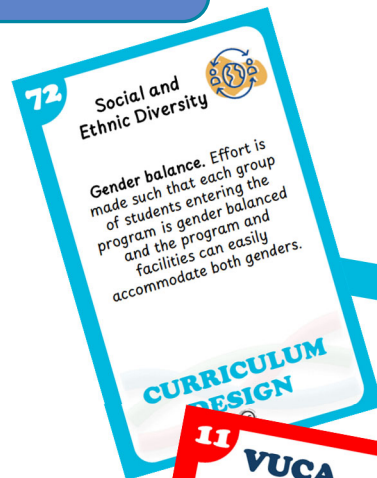 72
Social and
Ethnic Diversity
Gender balance. Effort is
made such that each group
of students entering the
program is gender balanced
and the program and
facilities can easily
accommodate both genders.
CURRICULUM
DESIGN
11
VUCA